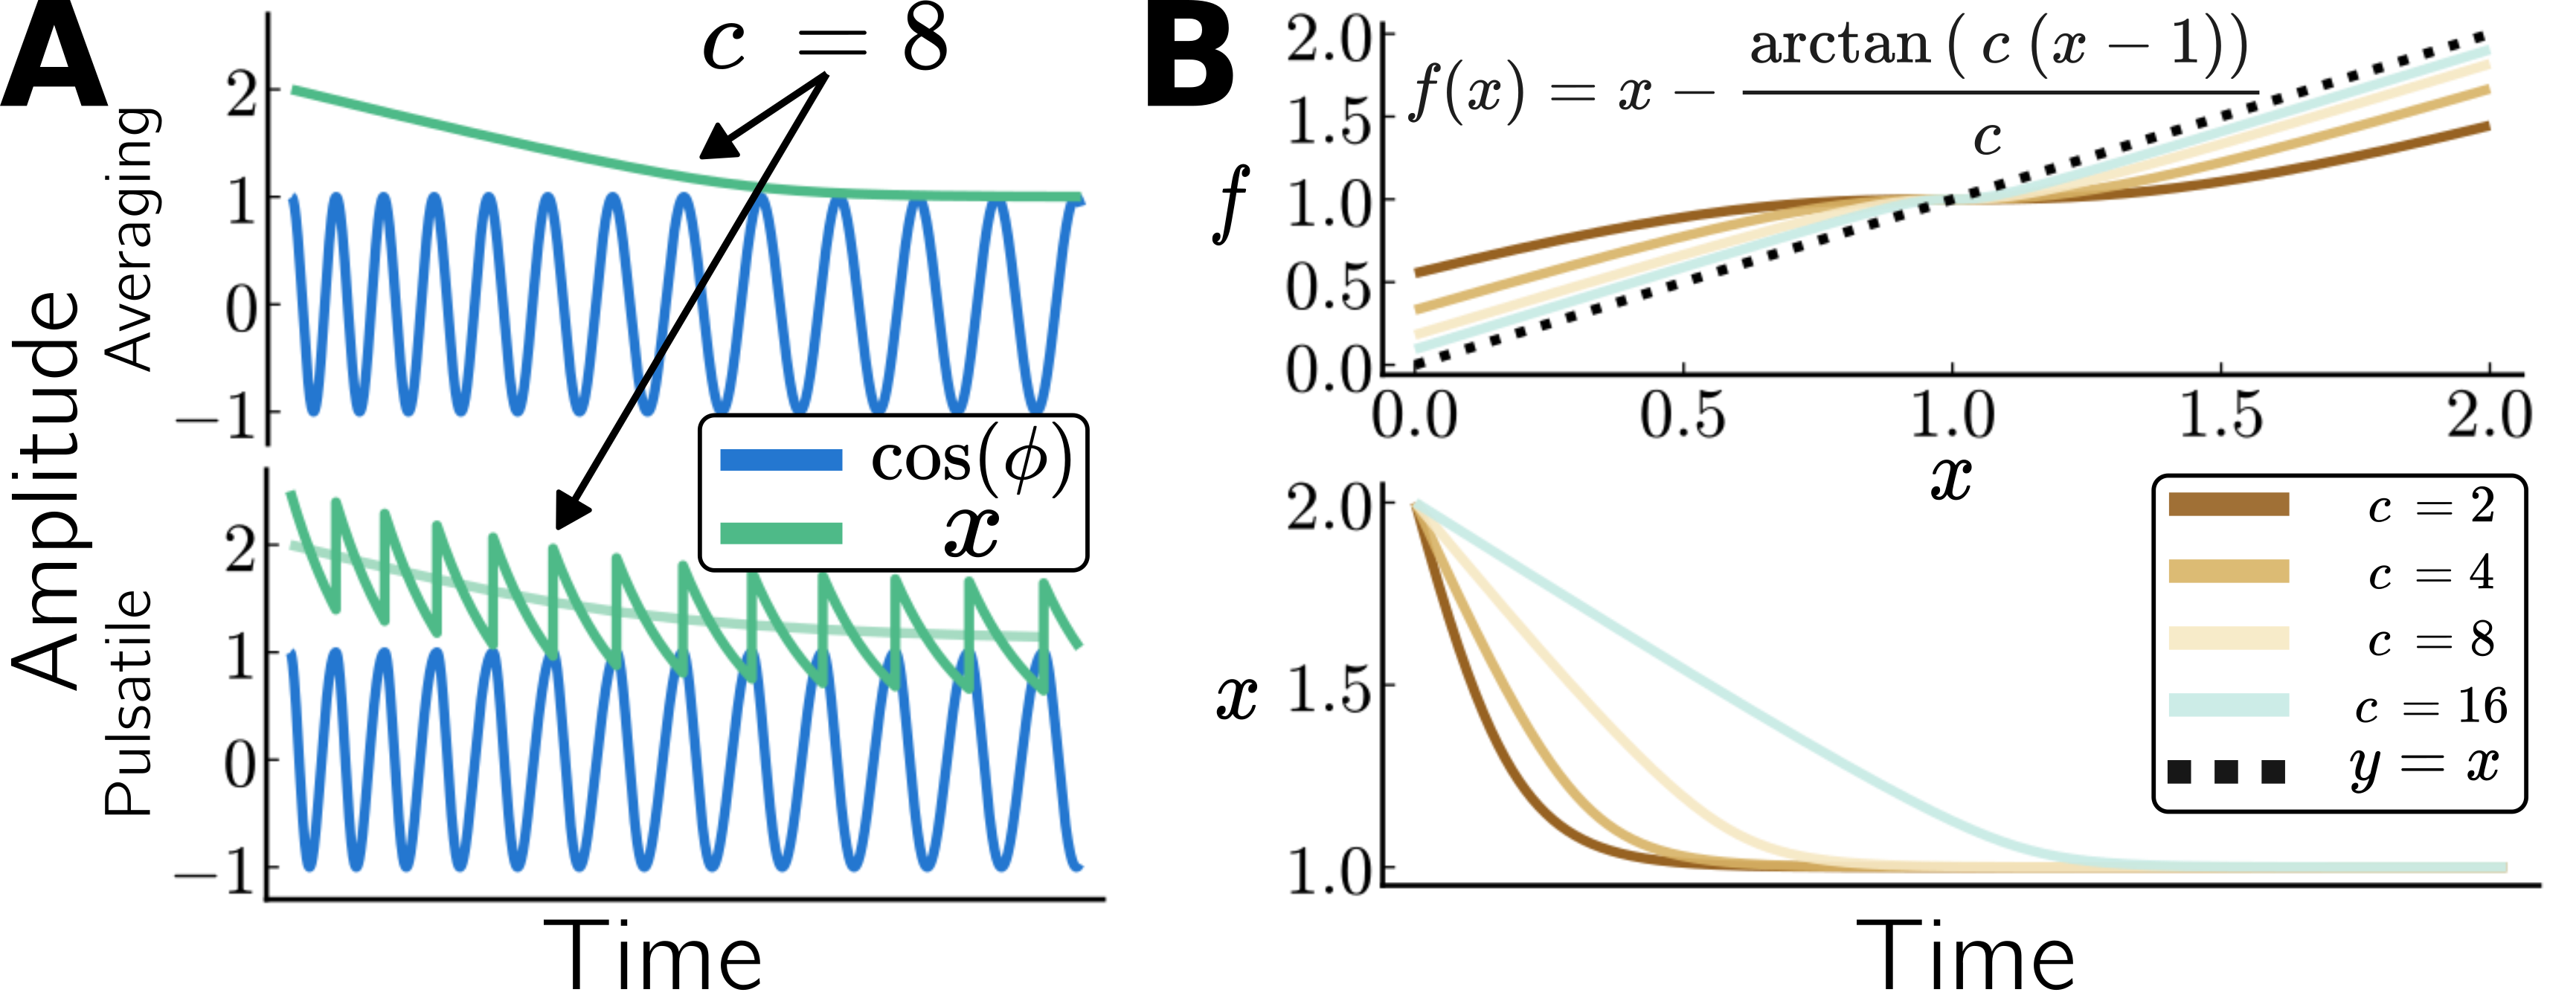 A
Amplitude
Averaging
c = 8
2
1
0
−1
cos(ϕ)
x
Pulsatile
2
1
0
−1
Time
B
f
f(x) = x − arctan ( c (x − 1)) / c
2.0
1.5
1.0
0.5
0.0
0.0 0.5 1.0 1.5 2.0
x
x
2.0
1.5
1.0
c = 2
c = 4
c = 8
c = 16
y = x
Time